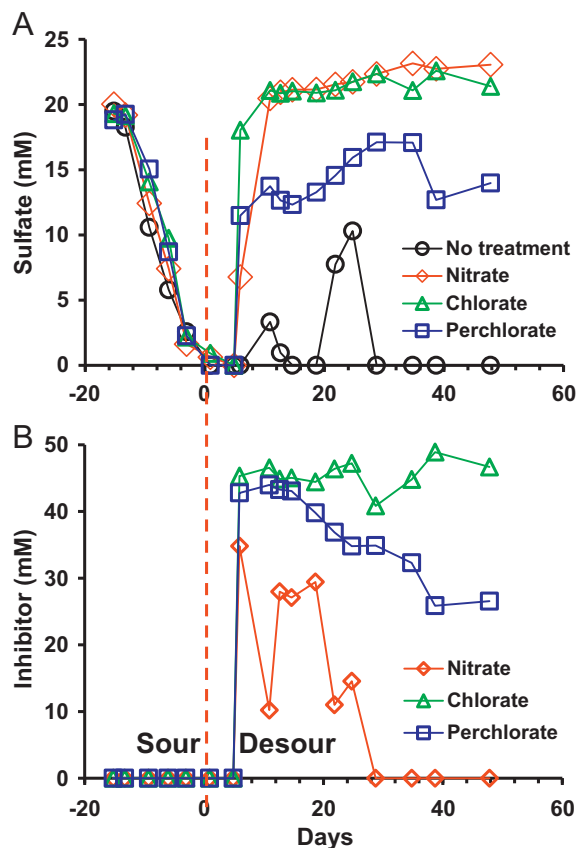 A
25
20
15
10
5
0
Sulfate (mM)
No treatment
Nitrate
Chlorate
Perchlorate
-20 0 20 40 60
B
50
40
30
20
10
0
Inhibitor (mM)
Nitrate
Chlorate
Perchlorate
Sour Desour
-20 0 20 40 60
Days